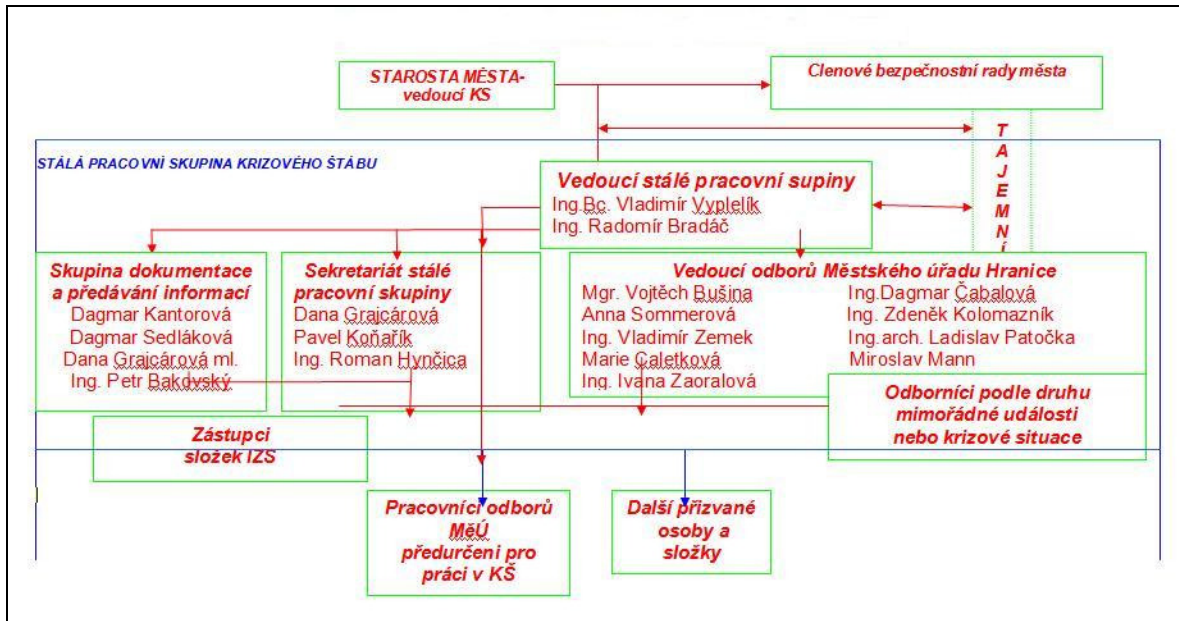 STAROSTA MĚSTA-
vedoucí KS
Clenové bezpečnostní rady města
T
A
J
E
M
N
Í
STÁLÁ PRACOVNÍ SKUPINA KRIZOVÉHO ŠTÁBU
Vedoucí stálé pracovní supiny
Ing.Bc. Vladimír Vyplelík
Ing. Radomír Bradáč
Skupina dokumentace
a předávání informací
Dagmar Kantorová
Dagmar Sedláková
Dana Grajcárová ml.
Ing. Petr Bakovský
Sekretariát stálé
pracovní skupiny
Dana Grajcárová
Pavel Koňařík
Ing. Roman Hynčica
Vedoucí odborů Městského úřadu Hranice
Mgr. Vojtěch Bušina
Anna Sommerová
Ing. Vladimír Zemek
Marie Caletková
Ing. Ivana Zaoralová
Ing.Dagmar Čabalová
Ing. Zdeněk Kolomazník
Ing.arch. Ladislav Patočka
Miroslav Mann
Odborníci podle druhu
mimořádné události
nebo krizové situace
Zástupci
složek IZS
Pracovníci odborů
MěÚ
předurčeni pro
práci v KŠ
Další přizvané
osoby a
složky